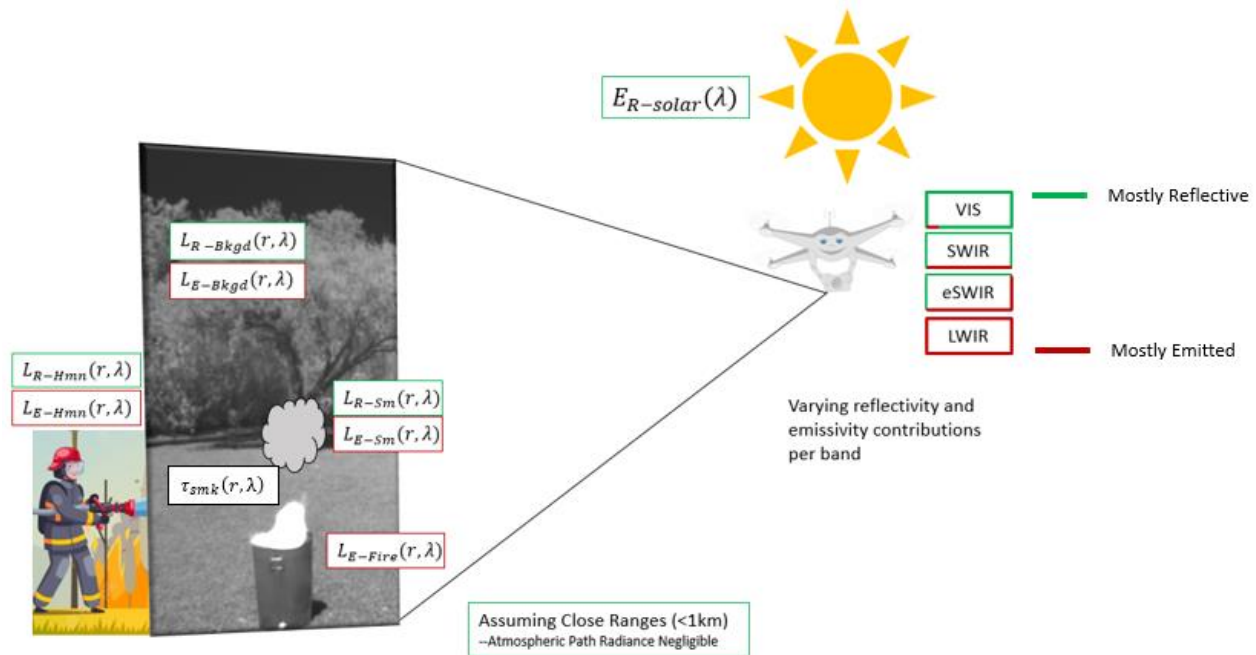 E_{R-solar}(λ)
VIS
Mostly Reflective
SWIR
eSWIR
LWIR
Mostly Emitted
Varying reflectivity and
emissivity contributions
per band
L_{R-Bkgd}(r, λ)
L_{E-Bkgd}(r, λ)
L_{R-Hmn}(r, λ)
L_{E-Hmn}(r, λ)
L_{R-Sm}(r, λ)
L_{E-Sm}(r, λ)
τ_{smk}(r, λ)
L_{E-Fire}(r, λ)
Assuming Close Ranges (<1km)
--Atmospheric Path Radiance Negligible